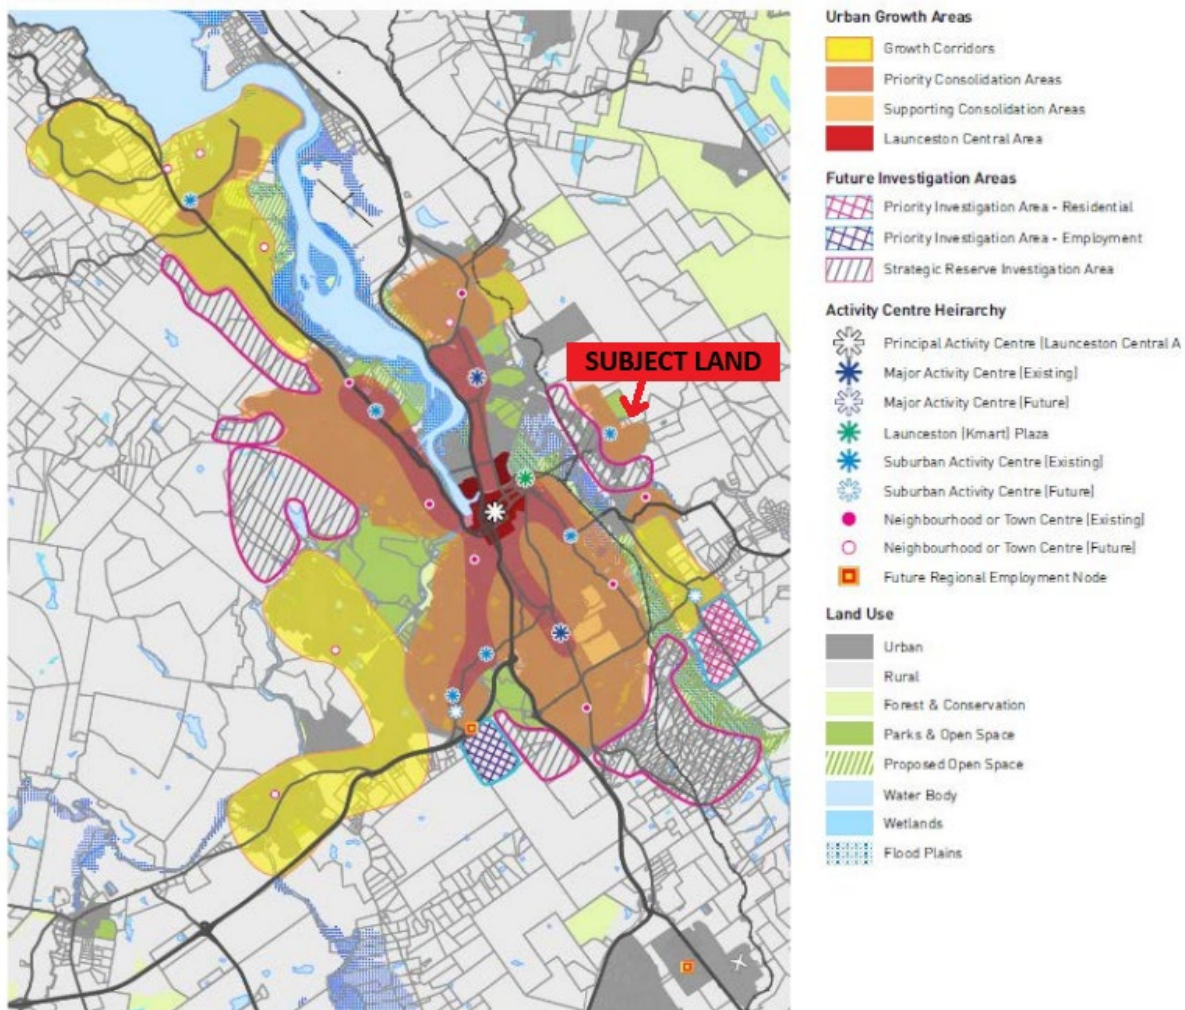 SUBJECT LAND
Urban Growth Areas
Growth Corridors
Priority Consolidation Areas
Supporting Consolidation Areas
Launceston Central Area
Future Investigation Areas
Priority Investigation Area - Residential
Priority Investigation Area - Employment
Strategic Reserve Investigation Area
Activity Centre Heirarchy
Principal Activity Centre (Launceston Central A
Major Activity Centre (Existing)
Major Activity Centre (Future)
Launceston (Kmart) Plaza
Suburban Activity Centre (Existing)
Suburban Activity Centre (Future)
Neighbourhood or Town Centre (Existing)
Neighbourhood or Town Centre (Future)
Future Regional Employment Node
Land Use
Urban
Rural
Forest & Conservation
Parks & Open Space
Proposed Open Space
Water Body
Wetlands
Flood Plains